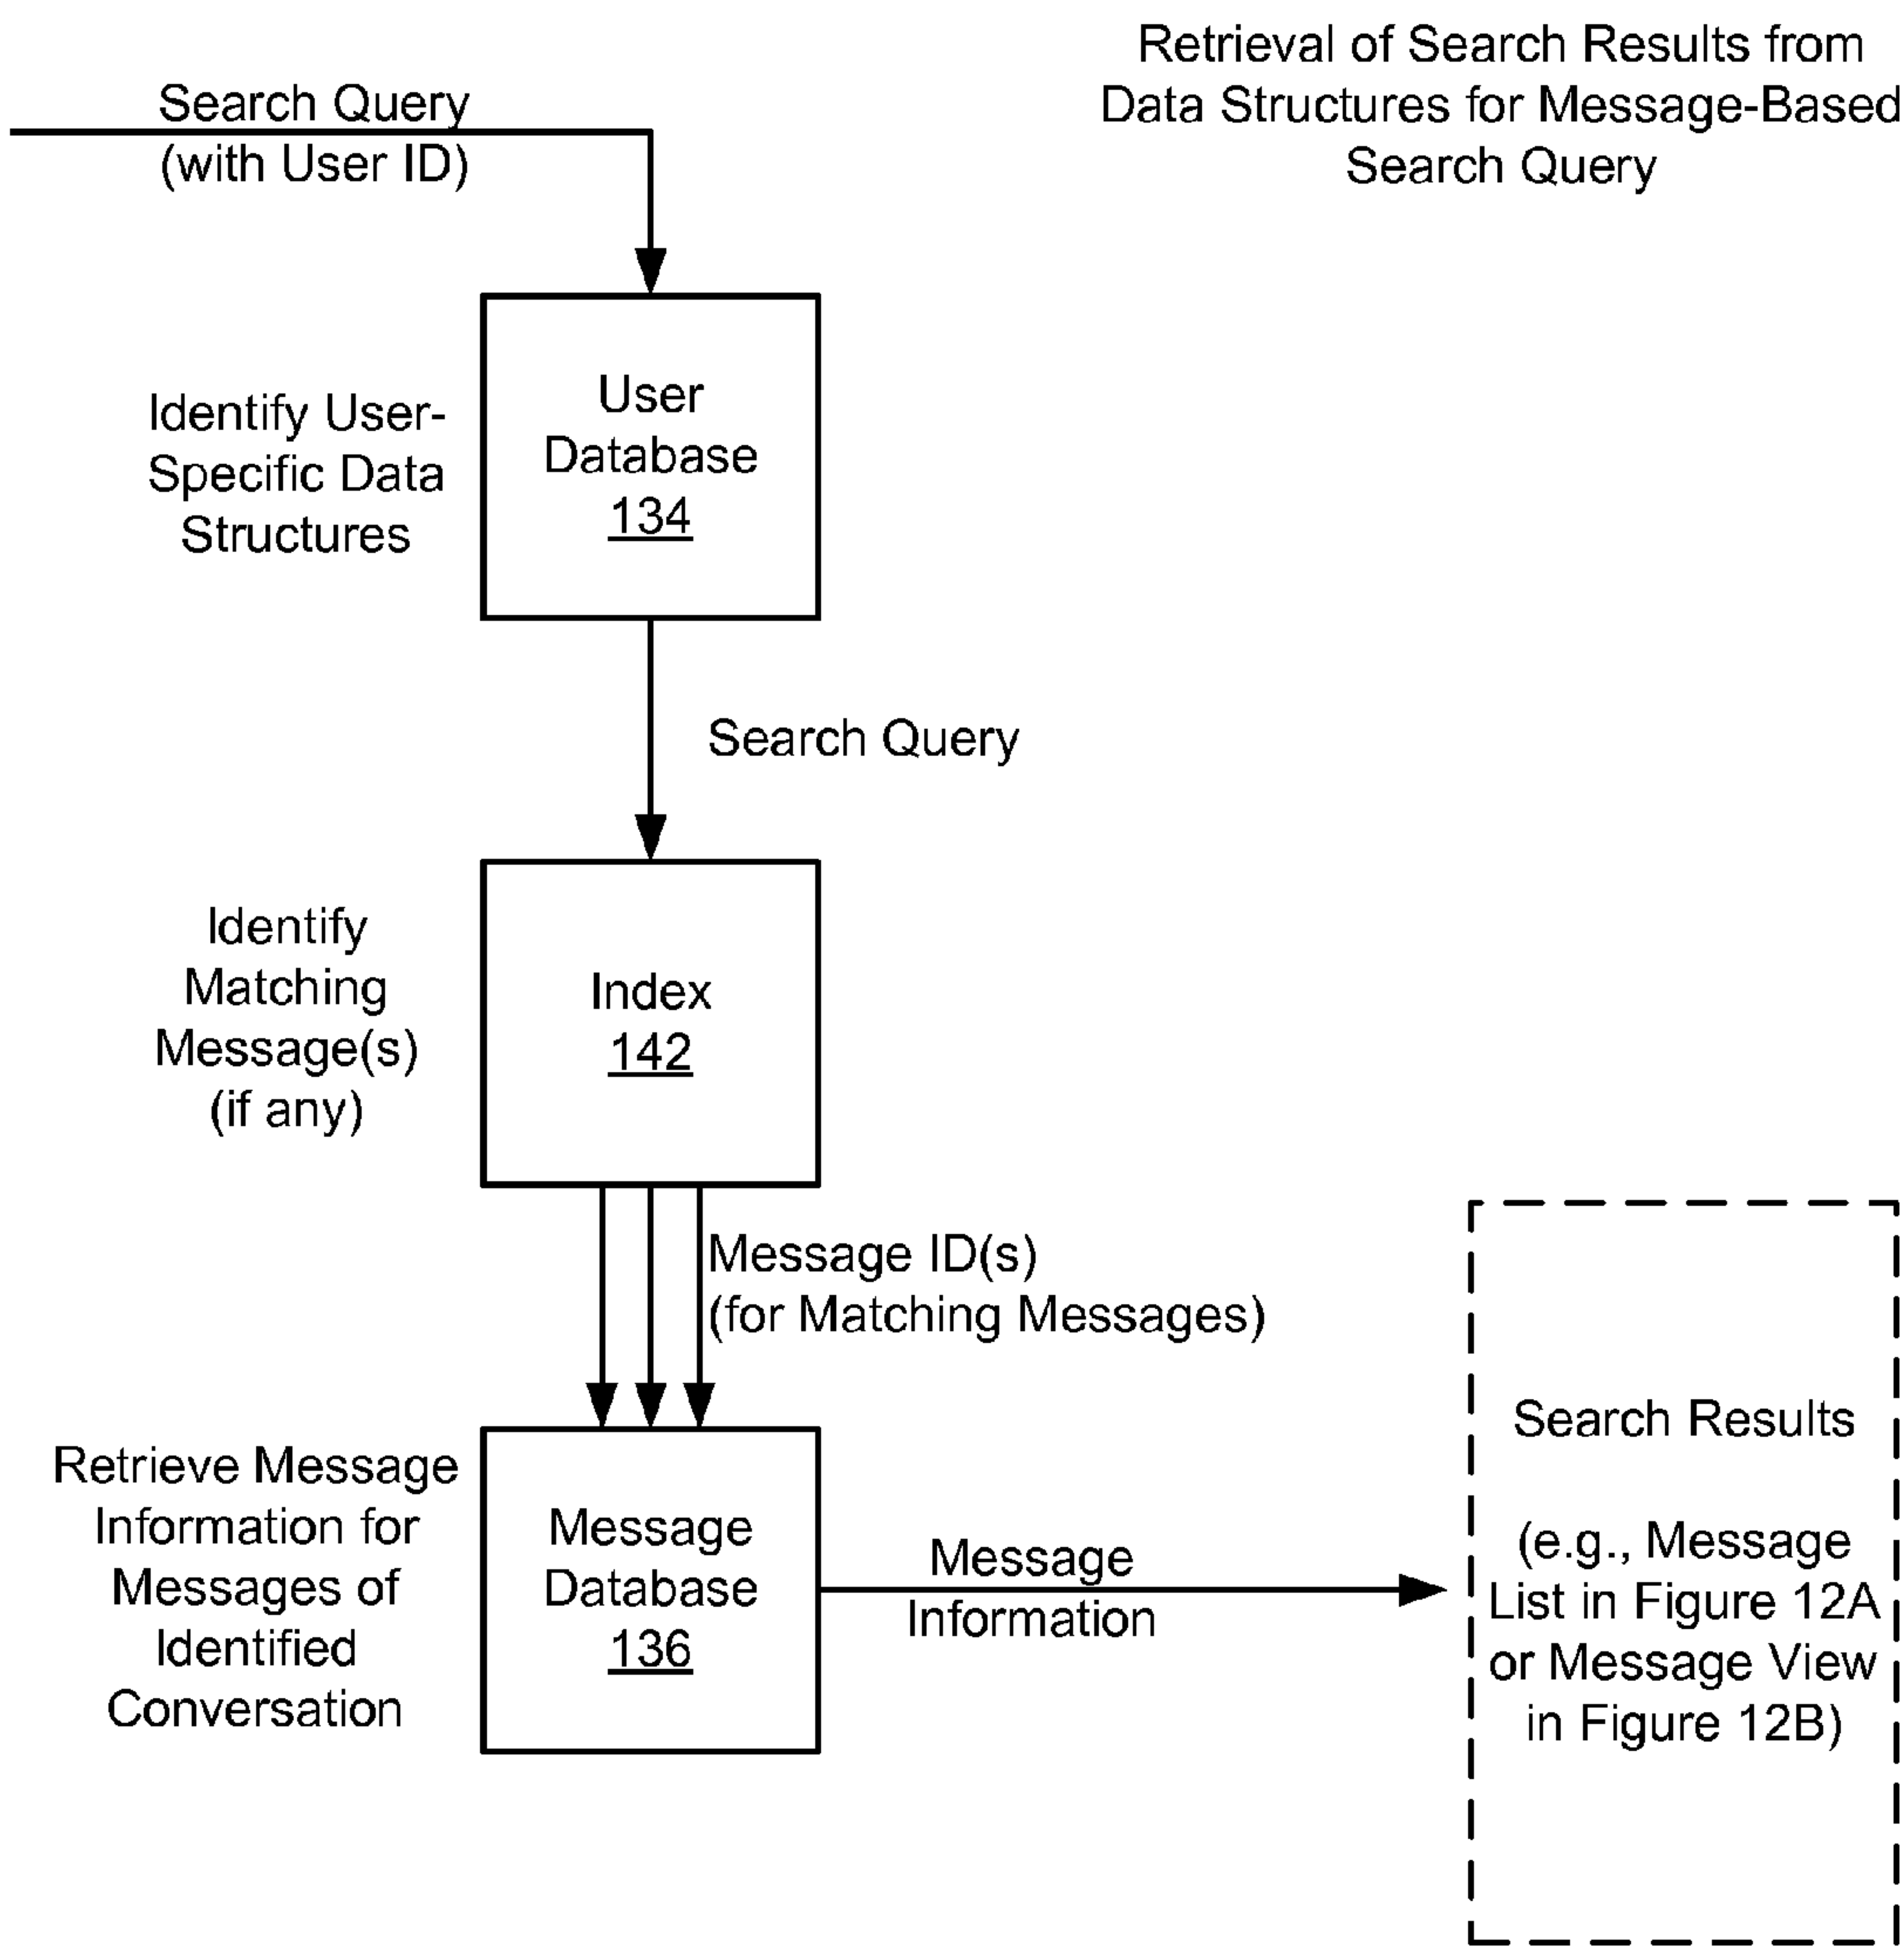 Retrieval of Search Results from
Data Structures for Message-Based
Search Query
Search Query
(with User ID)
Identify User-
Specific Data
Structures
User
Database
134
Search Query
Identify
Matching
Message(s)
(if any)
Index
142
Message ID(s)
(for Matching Messages)
Retrieve Message
Information for
Messages of
Identified
Conversation
Message
Database
136
Message
Information
Search Results
(e.g., Message
List in Figure 12A
or Message View
in Figure 12B)